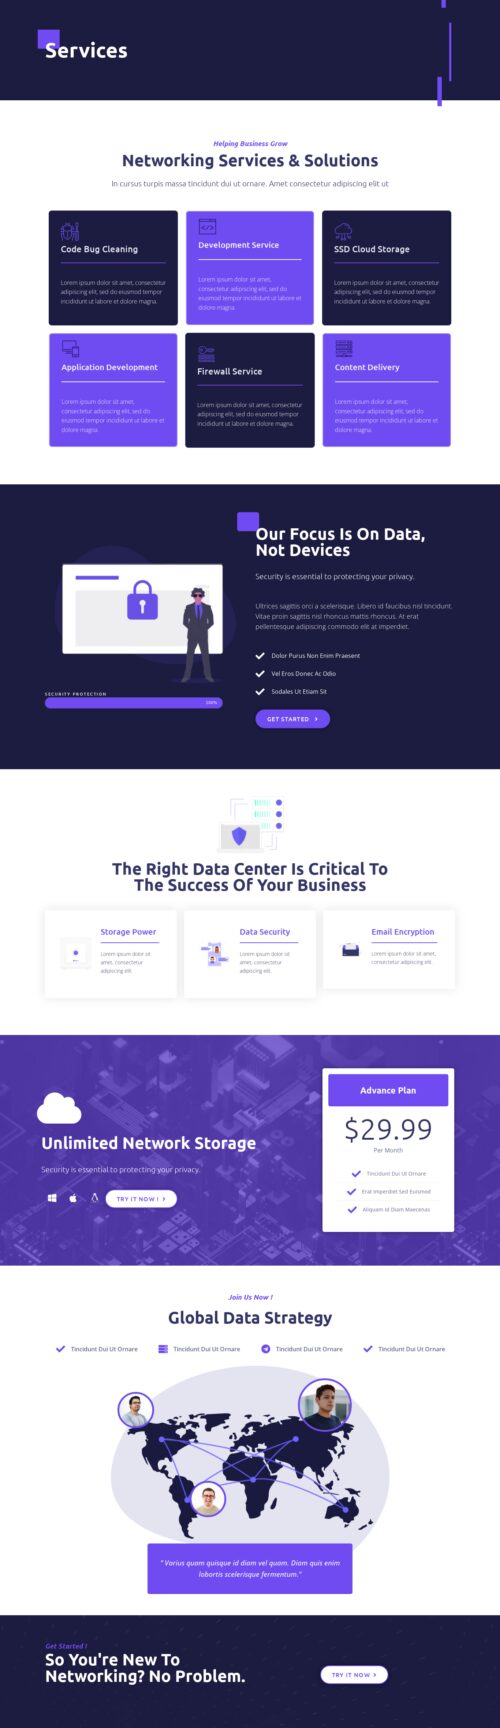 Services
Helping Business Grow
Networking Services & Solutions
In cursus turpis massa tincidunt dui ut ornare. Amet consectetur adipiscing elit ut
Code Bug Cleaning
Lorem ipsum dolor sit amet, consectetur
adipiscing elit, sed do eiusmod tempor
incididunt ut labore et dolore magna.
Development Service
Lorem ipsum dolor sit amet,
consectetur adipiscing elit, sed do
eiusmod tempor incididunt ut labore et
dolore magna.
SSD Cloud Storage
Lorem ipsum dolor sit amet, consectetur
adipiscing elit, sed do eiusmod tempor
incididunt ut labore et dolore magna.
Application Development
Lorem ipsum dolor sit amet,
consectetur adipiscing elit, sed do
eiusmod tempor incididunt ut labore et
dolore magna.
Firewall Service
Lorem ipsum dolor sit amet, consectetur
adipiscing elit, sed do eiusmod tempor
incididunt ut labore et dolore magna.
Content Delivery
Lorem ipsum dolor sit amet,
consectetur adipiscing elit, sed do
eiusmod tempor incididunt ut labore et
dolore magna.
Our Focus Is On Data,
Not Devices
Security is essential to protecting your privacy.
Ultrices sagittis orci a scelerisque. Libero id faucibus nisl tincidunt.
Vitae proin sagittis nisl rhoncus mattis rhoncus. At erat
pellentesque adipiscing commodo elit at imperdiet.
Dolor Purus Non Enim Praesent
Vel Eros Donec Ac Odio
Sodales Ut Etiam Sit
GET STARTED
SECURITY PROTECTION
100%
The Right Data Center Is Critical To
The Success Of Your Business
Storage Power
Lorem ipsum dolor sit
amet, consectetur
adipiscing elit.
Data Security
Lorem ipsum dolor sit
amet, consectetur
adipiscing elit.
Email Encryption
Lorem ipsum dolor sit amet,
consectetur adipiscing elit.
Unlimited Network Storage
Security is essential to protecting your privacy.
TRY IT NOW !
Advance Plan
$29.99
Per Month
Tincidunt Dui Ut Ornare
Erat Imperdiet Sed Euismod
Aliquam Id Diam Maecenas
Join Us Now !
Global Data Strategy
Tincidunt Dui Ut Ornare
Tincidunt Dui Ut Ornare
Tincidunt Dui Ut Ornare
Tincidunt Dui Ut Ornare
" Varius quam quisque id diam vel quam. Diam quis enim
lobortis scelerisque fermentum."
Get Started !
So You're New To
Networking? No Problem.
TRY IT NOW